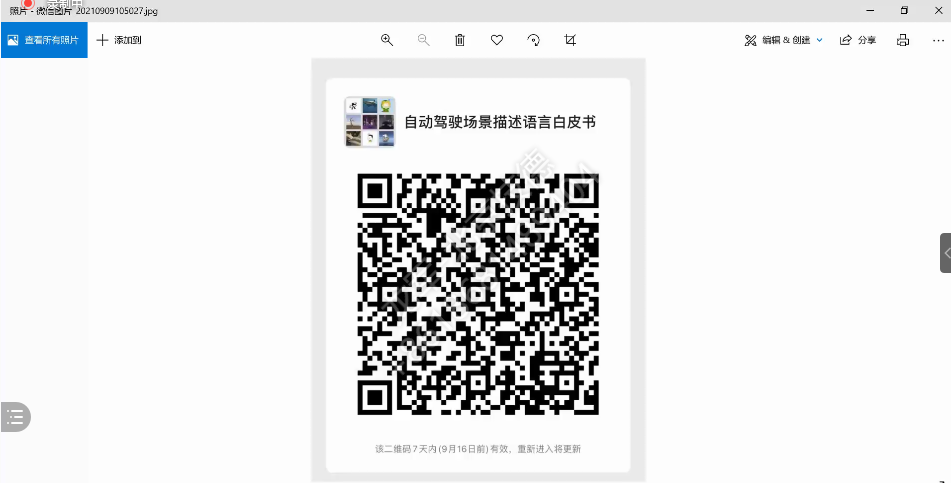 照片 - 微信图片_20210909105027.jpg
录制中
查看所有照片
添加到
编辑 & 创建
分享
自动驾驶场景描述语言白皮书
该二维码7天内(9月16日前)有效，重新进入将更新